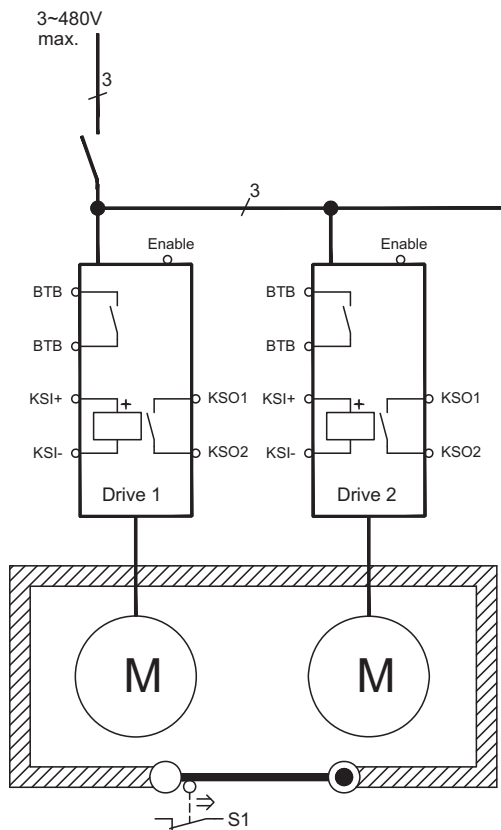 3~480V
max.
3
3
Enable
Enable
BTB
BTB
BTB
BTB
KSI+
+
KSO1
KSI+
+
KSO1
KSI-
KSO2
KSI-
KSO2
Drive 1
Drive 2
M
M
S1